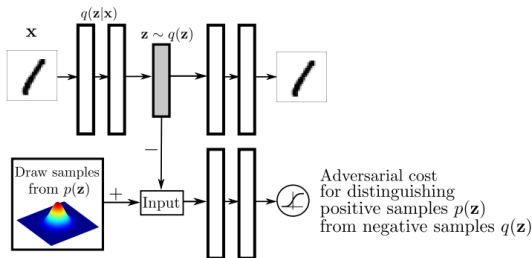 q(z|x)
x
z ∼ q(z)
−
Draw samples
from p(z)
+
Input
Adversarial cost
for distinguishing
positive samples p(z)
from negative samples q(z)